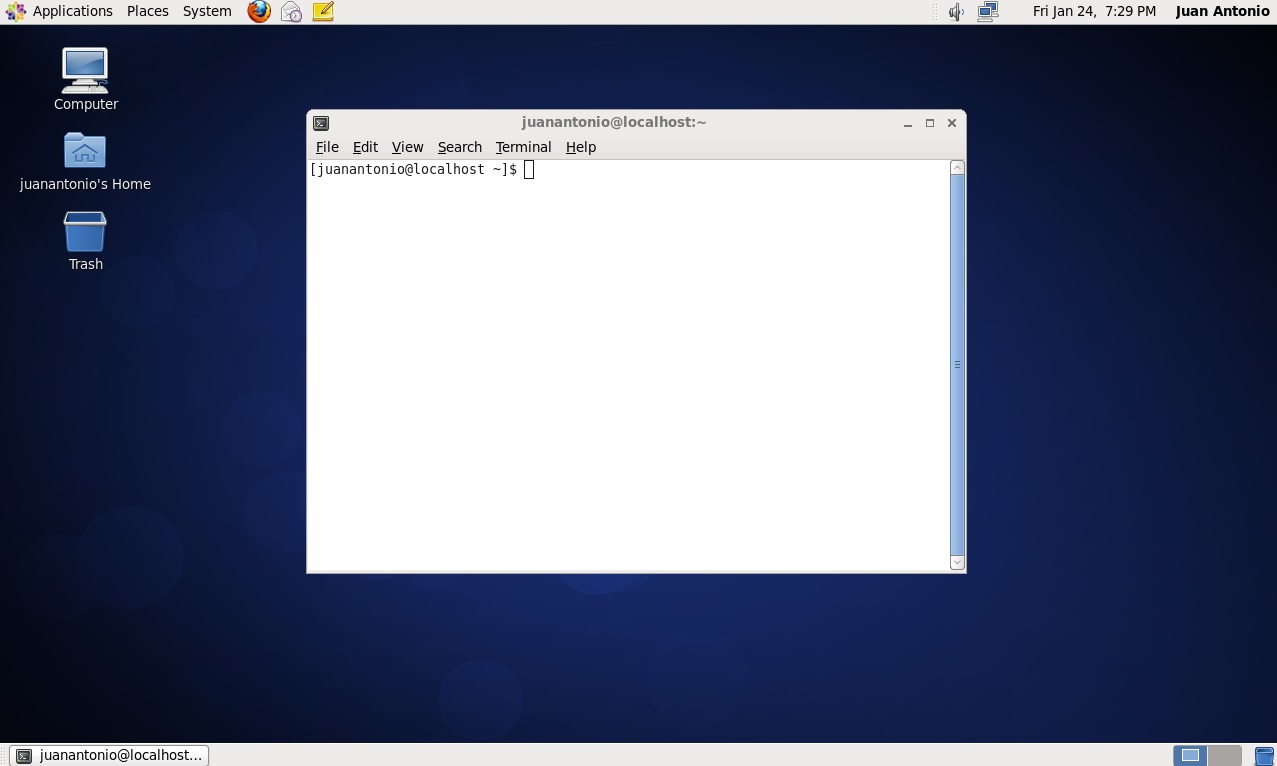 Applications Places System Fri Jan 24, 7:29 PM Juan Antonio
Computer
juanantonio's Home
Trash
juanantonio@localhost:~
File Edit View Search Terminal Help
[juanantonio@localhost ~]$
juanantonio@localhost...